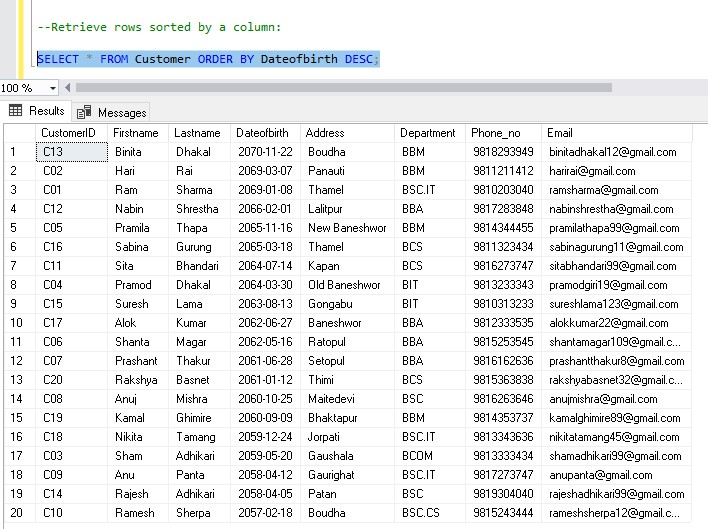 --Retrieve rows sorted by a column:
SELECT * FROM Customer ORDER BY Dateofbirth DESC;
100 %
Results Messages
CustomerID Firstname Lastname Dateofbirth Address Department Phone_no Email
1 C13 Binita Dhakal 2070-11-22 Boudha BBM 9818293949 binitadhakal12@gmail.com
2 C02 Hari Rai 2069-03-07 Panauti BBM 9811211412 harirai@gmail.com
3 C01 Ram Sharma 2069-01-08 Thamel BSC.IT 9810203040 ramsharma@gmail.com
4 C12 Nabin Shrestha 2066-02-01 Lalitpur BBA 9817283848 nabinshrestha@gmail.com
5 C05 Pramila Thapa 2065-11-16 New Baneshwor BBM 9814344455 pramilathapa99@gmail.com
6 C16 Sabina Gurung 2065-03-18 Thamel BCS 9811323434 sabinagurung11@gmail.com
7 C11 Sita Bhandari 2064-07-14 Kapan BCS 9816273747 sitabhandari99@gmail.com
8 C04 Pramod Dhakal 2064-03-30 Old Baneshwor BIT 9813233343 pramodgiri19@gmail.com
9 C15 Suresh Lama 2063-08-13 Gongabu BIT 9810313233 sureshlama123@gmail.com
10 C17 Alok Kumar 2062-06-27 Baneshwor BBA 9812333535 alokkumar22@gmail.com
11 C06 Shanta Magar 2062-05-16 Ratopul BBA 9815253545 shantamagar109@gmail.c...
12 C07 Prashant Thakur 2061-06-28 Setopul BBA 9816162636 prashantthakur8@gmail.com
13 C20 Rakshya Basnet 2061-01-12 Thimi BCS 9815363838 rakshyabasnet32@gmail.c...
14 C08 Anuj Mishra 2060-10-25 Maitedevi BSC 9816263646 anujmishra@gmail.com
15 C19 Kamal Ghimire 2060-09-09 Bhaktapur BBM 9814353737 kamalghimire89@gmail.com
16 C18 Nikita Tamang 2059-12-24 Jorpati BSC.IT 9813343636 nikitatamang45@gmail.com
17 C03 Sham Adhikari 2059-05-20 Gaushala BCOM 9813333434 shamadhikari99@gmail.com
18 C09 Anu Panta 2058-04-12 Gaurighat BSC.IT 9817273747 anupanta@gmail.com
19 C14 Rajesh Adhikari 2058-04-05 Patan BSC 9819304040 rajeshadhikari99@gmail.com
20 C10 Ramesh Sherpa 2057-02-18 Boudha BSC.CS 9815243444 rameshsherpa12@gmail.c...